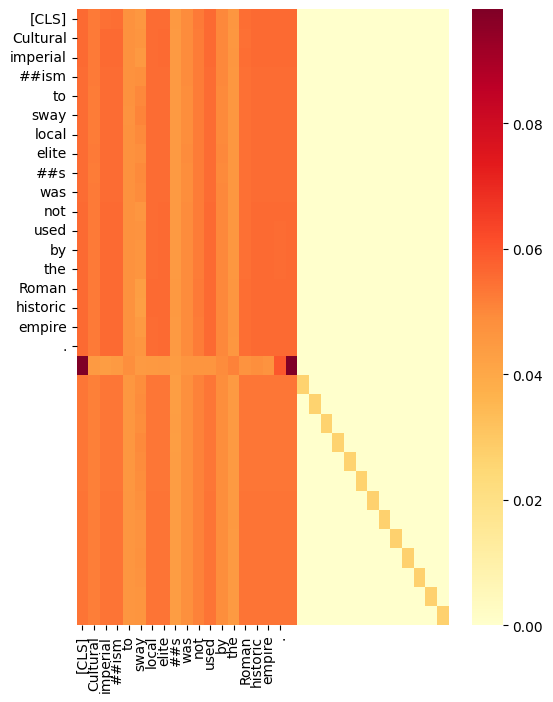 [CLS]
Cultural
imperial
##ism
to
sway
local
elite
##s
was
not
used
by
the
Roman
historic
empire
.
0.08
0.06
0.04
0.02
0.00
[CLS]
Cultural
imperial
##ism
to
sway
local
elite
##s
was
not
used
by
the
Roman
historic
empire
.